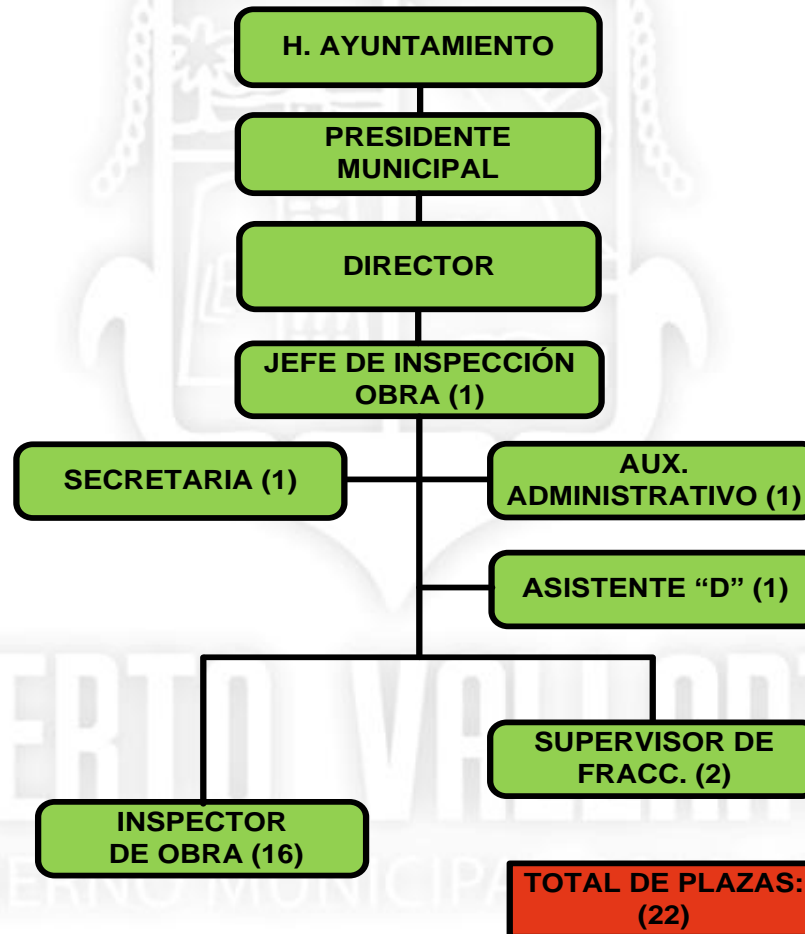 H. AYUNTAMIENTO
PRESIDENTE
MUNICIPAL
DIRECTOR
JEFE DE INSPECCIÓN
OBRA (1)
SECRETARIA (1)
AUX.
ADMINISTRATIVO (1)
ASISTENTE “D” (1)
SUPERVISOR DE
FRACC. (2)
INSPECTOR
DE OBRA (16)
TOTAL DE PLAZAS:
(22)